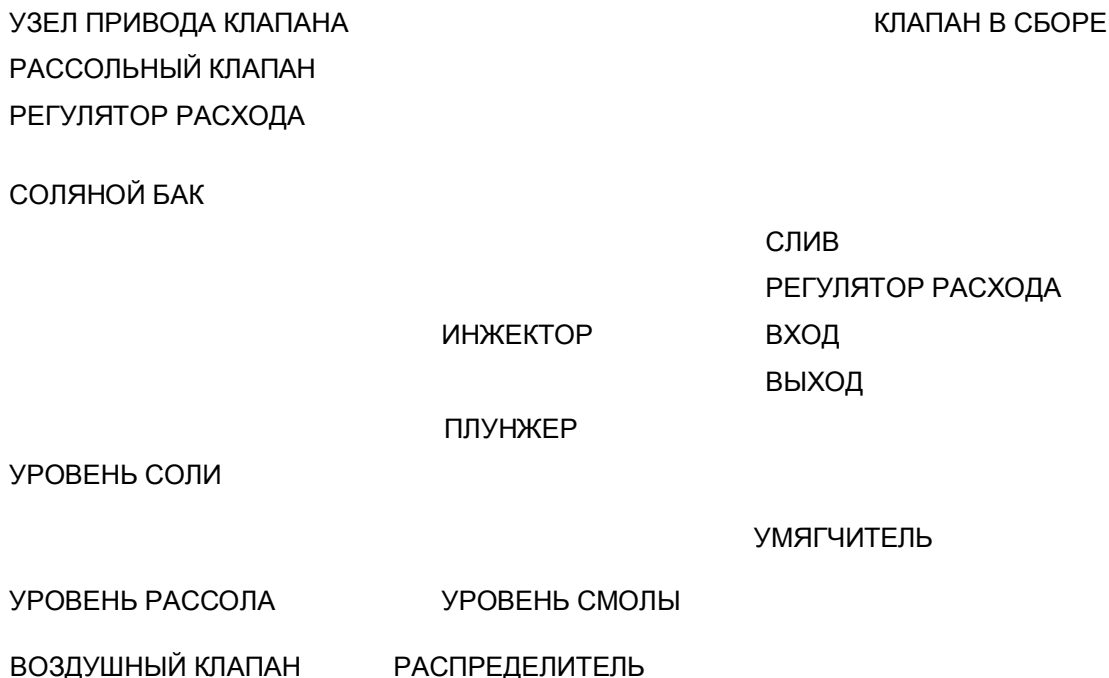 УЗЕЛ ПРИВОДА КЛАПАНА КЛАПАН В СБОРЕ
РАССОЛЬНЫЙ КЛАПАН
РЕГУЛЯТОР РАСХОДА
СОЛЯНОЙ БАК
СЛИВ
РЕГУЛЯТОР РАСХОДА
ИНЖЕКТОР ВХОД
ВЫХОД
ПЛУНЖЕР
УРОВЕНЬ СОЛИ
УМЯГЧИТЕЛЬ
УРОВЕНЬ РАССОЛА УРОВЕНЬ СМОЛЫ
ВОЗДУШНЫЙ КЛАПАН РАСПРЕДЕЛИТЕЛЬ